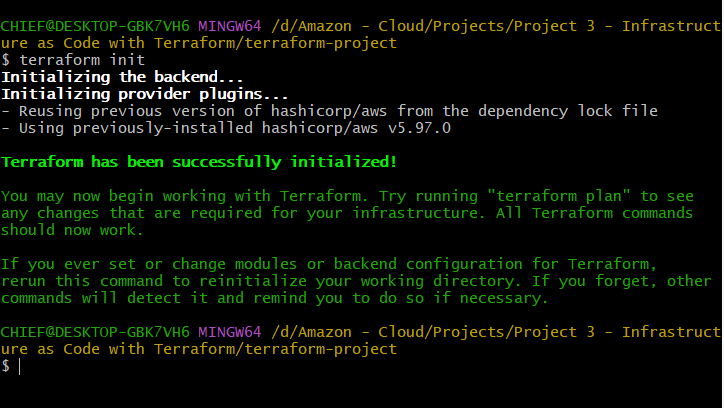 CHIEF@DESKTOP-GBK7VH6 MINGW64 /d/Amazon - Cloud/Projects/Project 3 - Infrastruct
ure as Code with Terraform/terraform-project
$ terraform init
Initializing the backend...
Initializing provider plugins...
- Reusing previous version of hashicorp/aws from the dependency lock file
- Using previously-installed hashicorp/aws v5.97.0
Terraform has been successfully initialized!
You may now begin working with Terraform. Try running "terraform plan" to see
any changes that are required for your infrastructure. All Terraform commands
should now work.
If you ever set or change modules or backend configuration for Terraform,
rerun this command to reinitialize your working directory. If you forget, other
commands will detect it and remind you to do so if necessary.
CHIEF@DESKTOP-GBK7VH6 MINGW64 /d/Amazon - Cloud/Projects/Project 3 - Infrastruct
ure as Code with Terraform/terraform-project
$